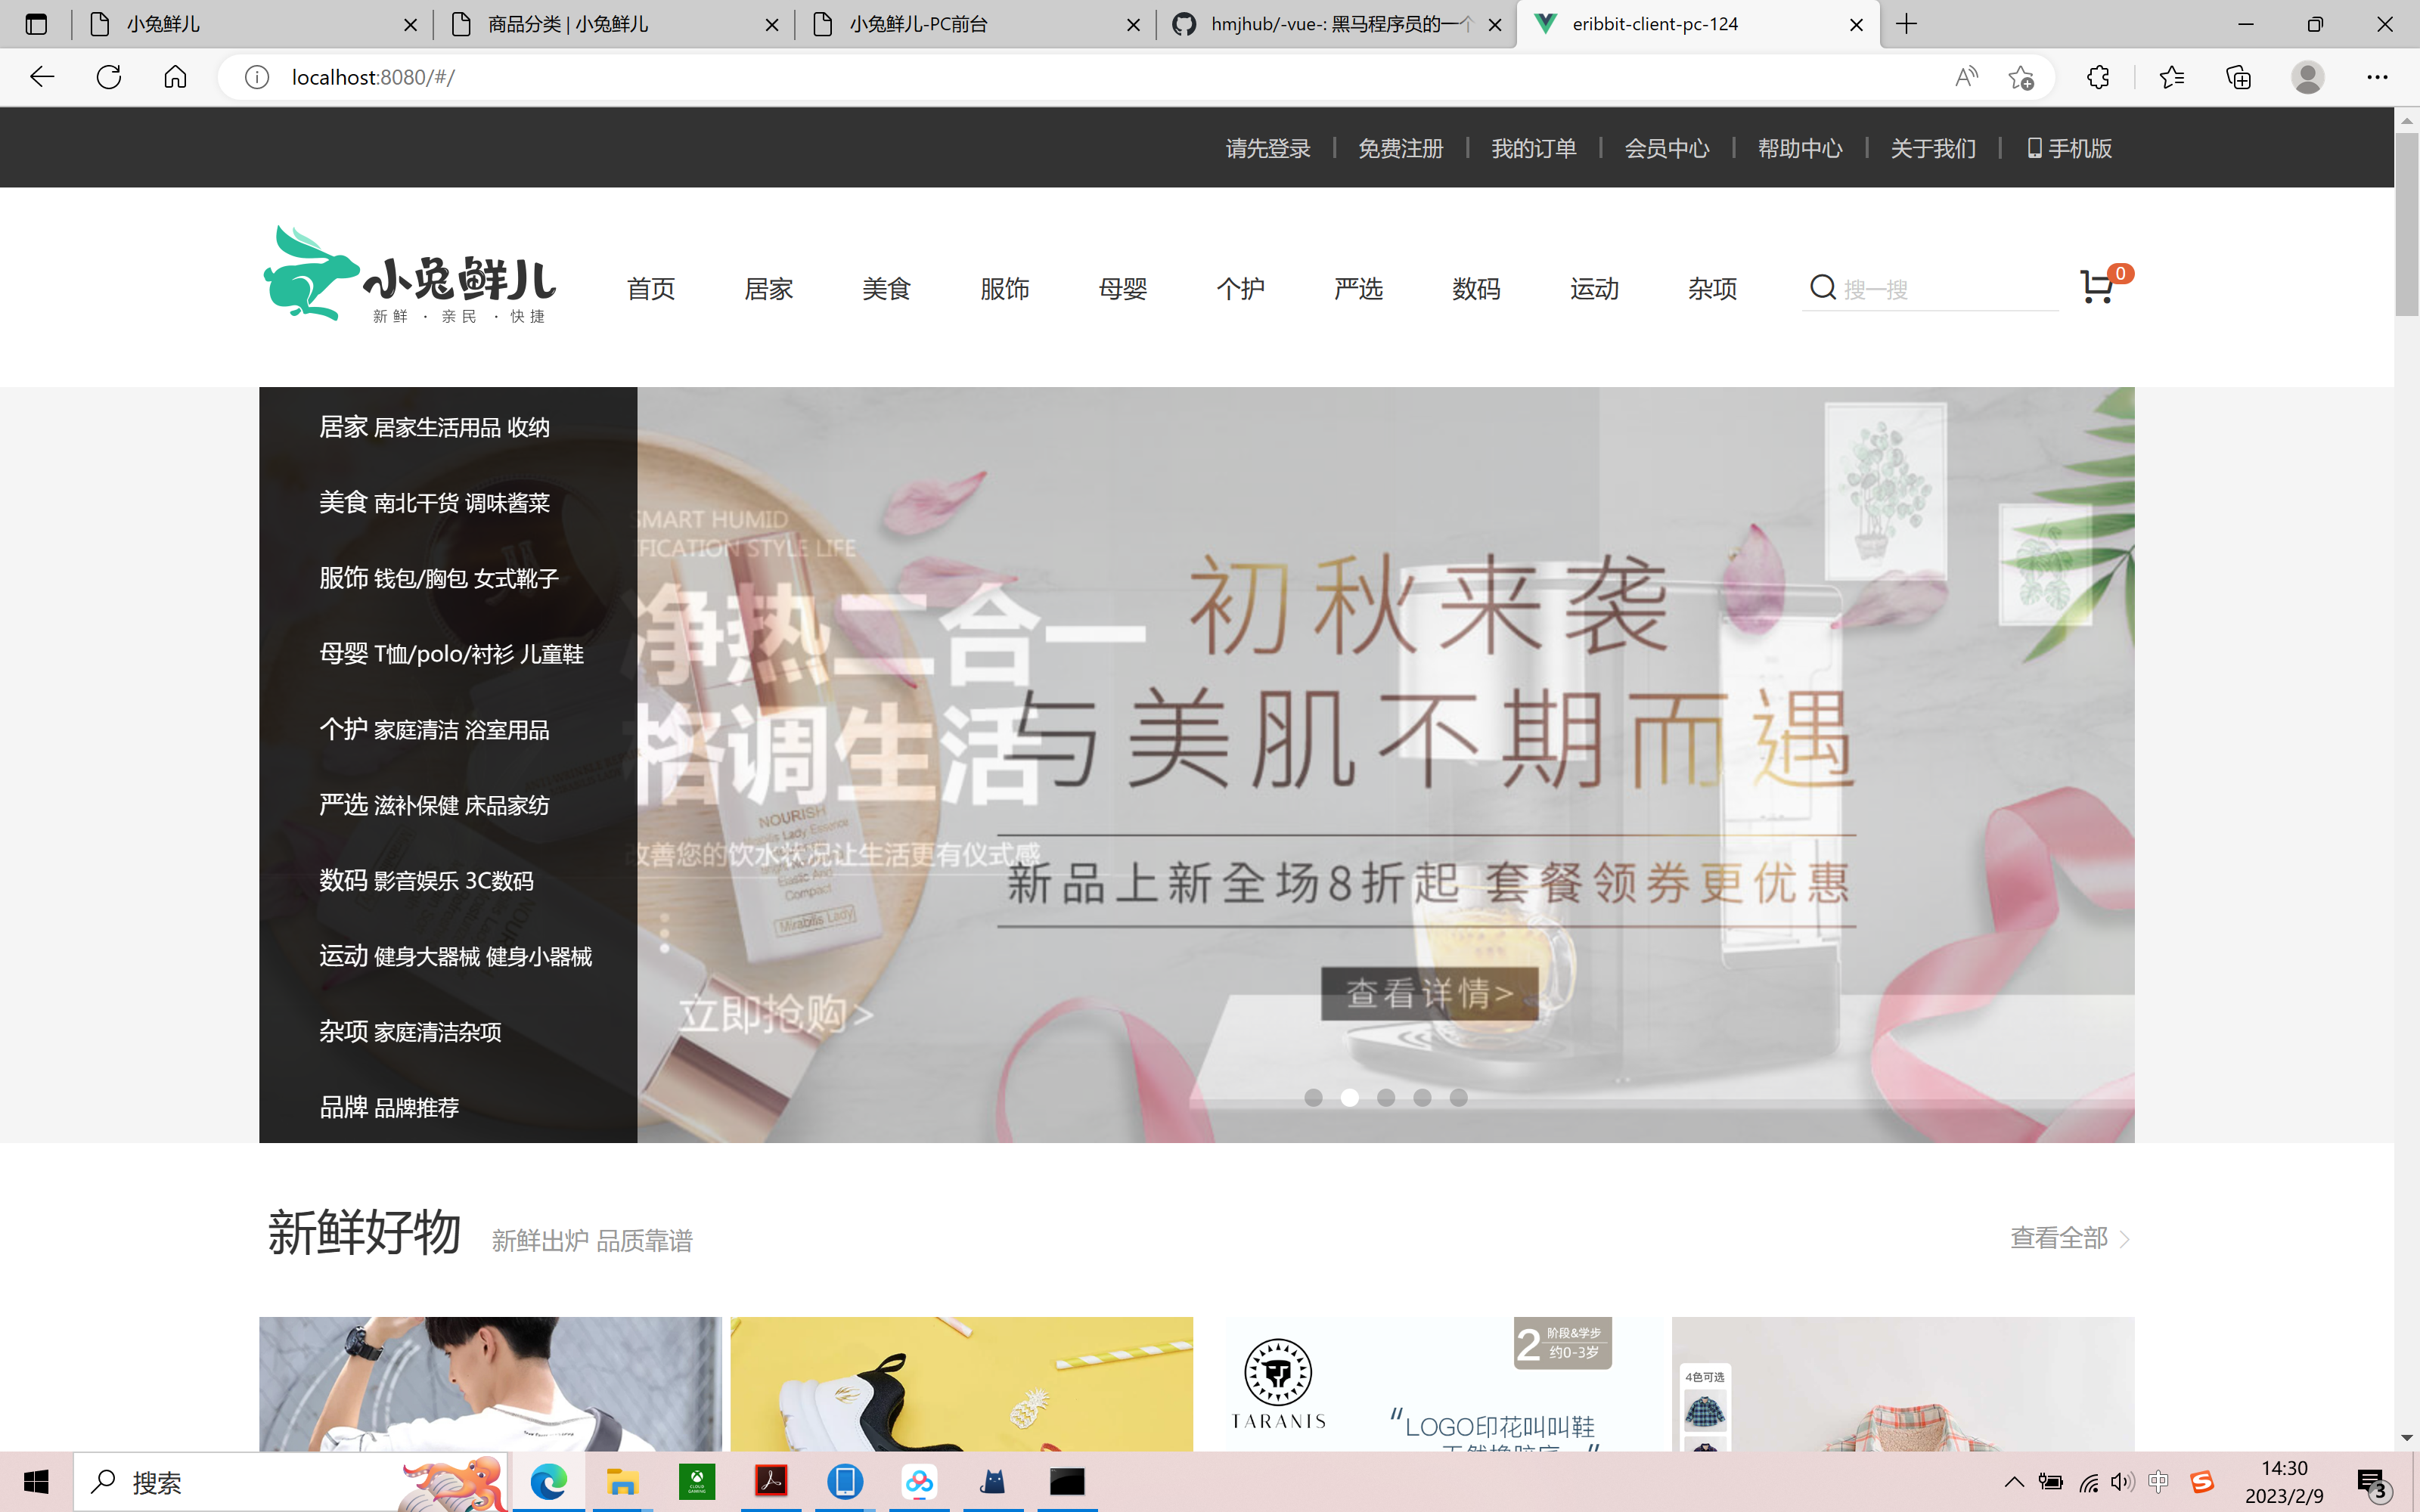 小兔鲜儿
商品分类 | 小兔鲜儿
小兔鲜儿-PC前台
hmjhub/-vue-: 黑马程序员的一个
eribbit-client-pc-124
localhost:8080/#/
请先登录
免费注册
我的订单
会员中心
帮助中心
关于我们
手机版
小兔鲜儿
新鲜 · 亲民 · 快捷
首页
居家
美食
服饰
母婴
个护
严选
数码
运动
杂项
搜一搜
0
居家 居家生活用品 收纳
美食 南北干货 调味酱菜
服饰 钱包/胸包 女式靴子
母婴 T恤/polo/衬衫 儿童鞋
个护 家庭清洁 浴室用品
严选 滋补保健 床品家纺
数码 影音娱乐 3C数码
运动 健身大器械 健身小器械
杂项 家庭清洁杂项
品牌 品牌推荐
SMART HUMID
IFICATION STYLE LIFE
净热二合一
格调生活
改善您的饮水状况让生活更有仪式感
立即抢购>
NOURISH
Mirabilis Lady Essence
Elastic Ang
Compact
Mirabilis Lady
初秋来袭
与美肌不期而遇
新品上新全场8折起 套餐领券更优惠
查看详情>
新鲜好物
新鲜出炉 品质靠谱
查看全部
TARANIS
2
阶段&学步
约0-3岁
“LOGO印花叫叫鞋
4色可选
搜索
中
14:30
2023/2/9
3